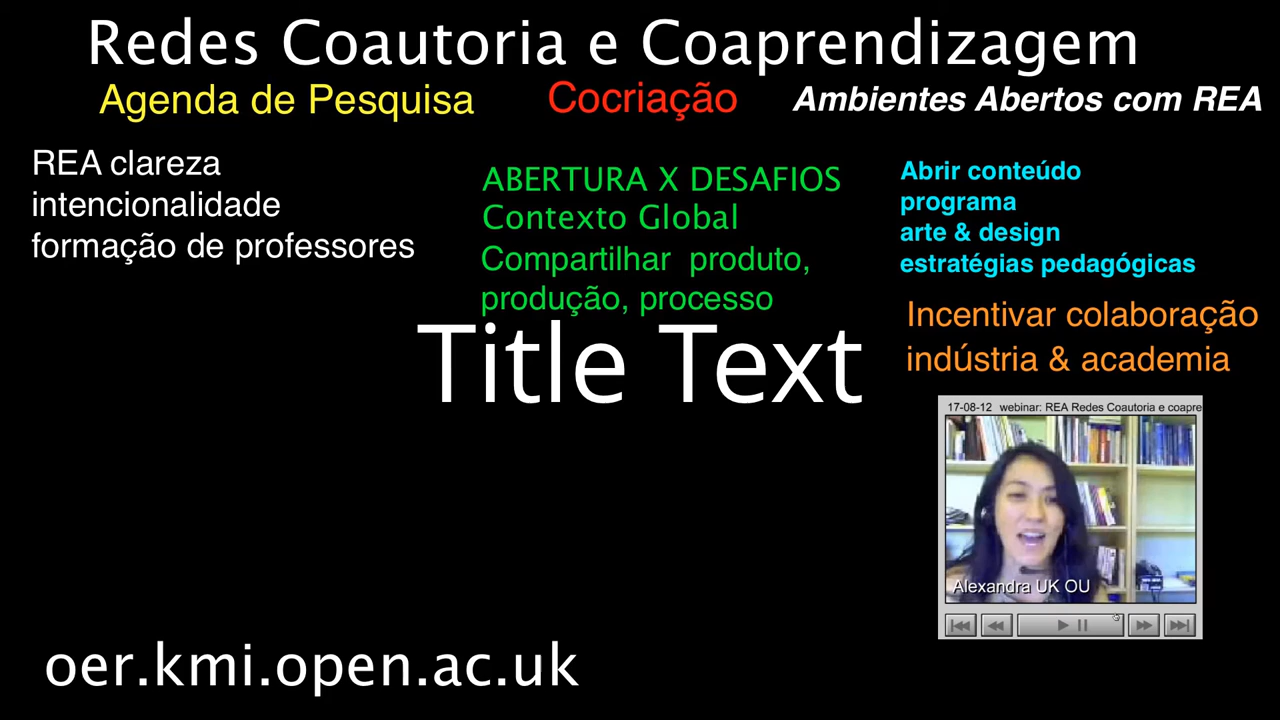 Redes Coautoria e Coaprendizagem
Agenda de Pesquisa
Cocriação
Ambientes Abertos com REA
REA clareza
intencionalidade
formação de professores
ABERTURA X DESAFIOS
Contexto Global
Compartilhar produto,
produção, processo
Abrir conteúdo
programa
arte & design
estratégias pedagógicas
Incentivar colaboração
indústria & academia
Title Text
17-08-12 webinar: REA Redes Coautoria e coapre
Alexandra UK OU
oer.kmi.open.ac.uk